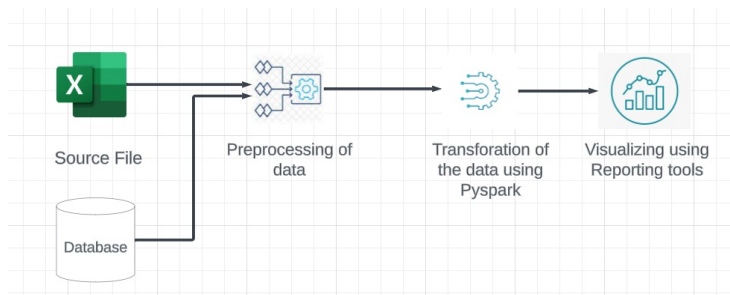 X
Source File
Preprocessing of
data
Transforation of
the data using
Pyspark
Visualizing using
Reporting tools
Database